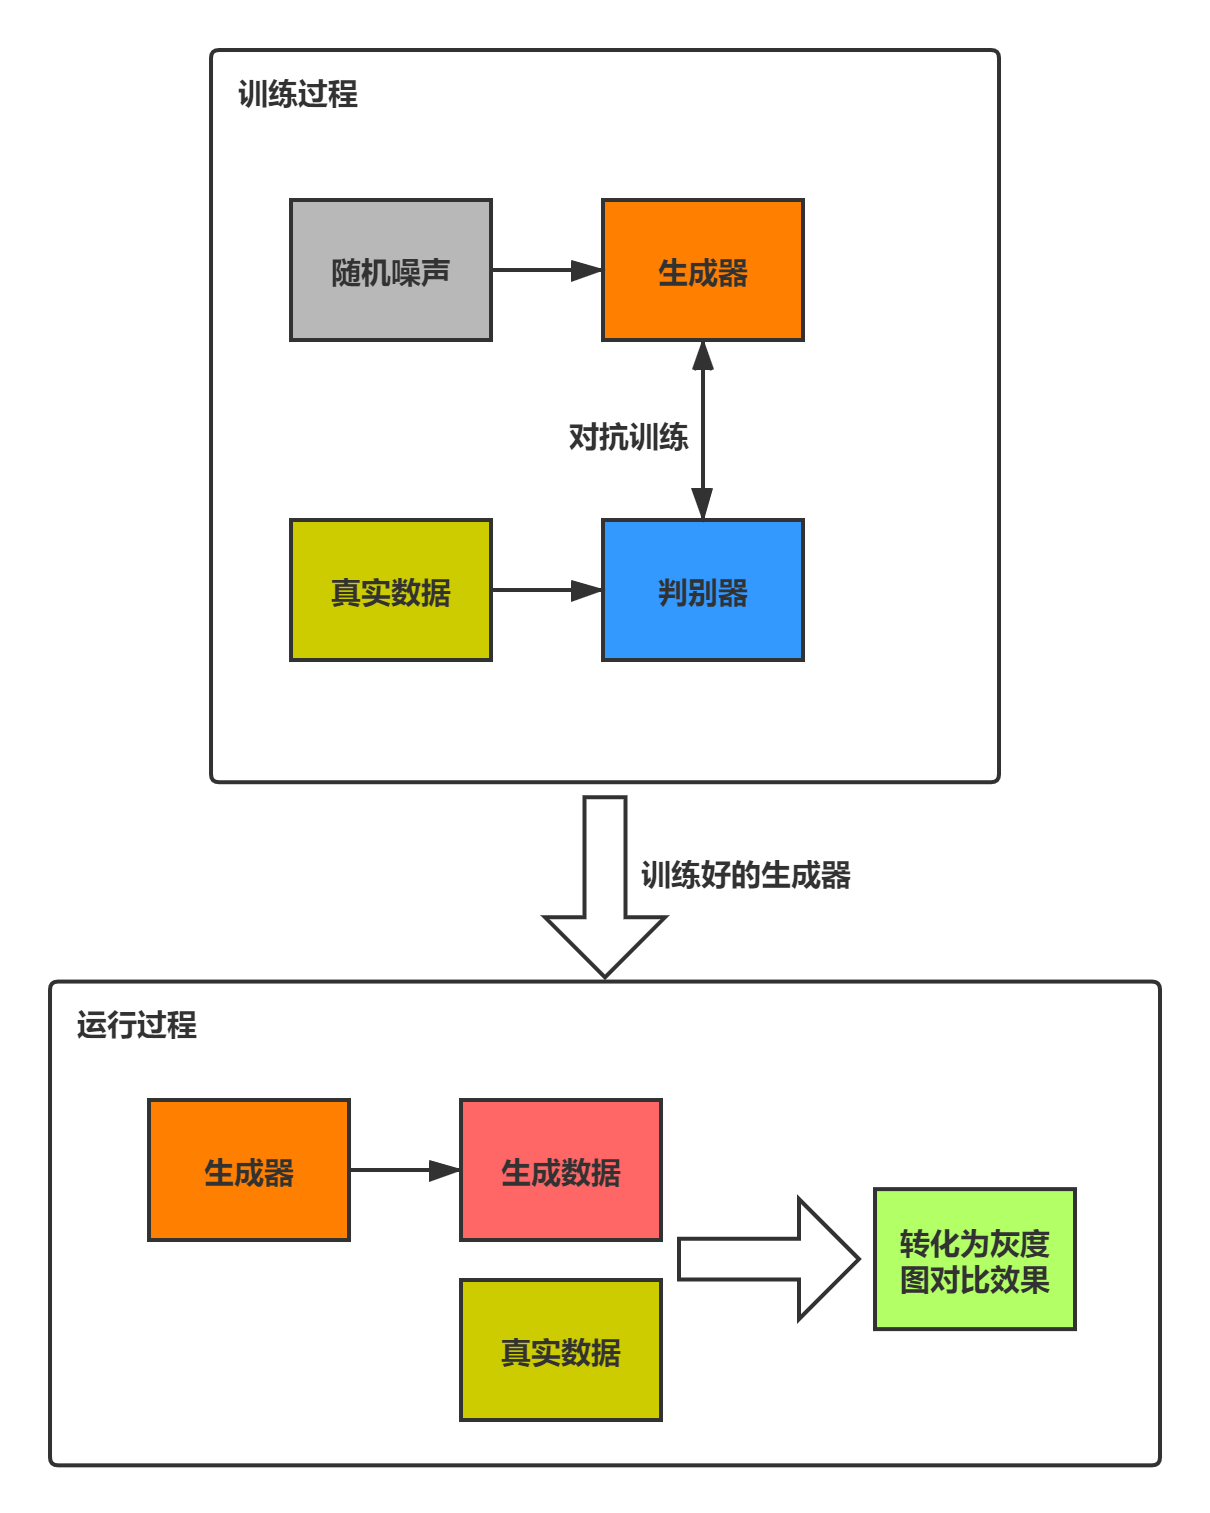 训练过程
随机噪声
生成器
对抗训练
真实数据
判别器
训练好的生成器
运行过程
生成器
生成数据
转化为灰度
图对比效果
真实数据